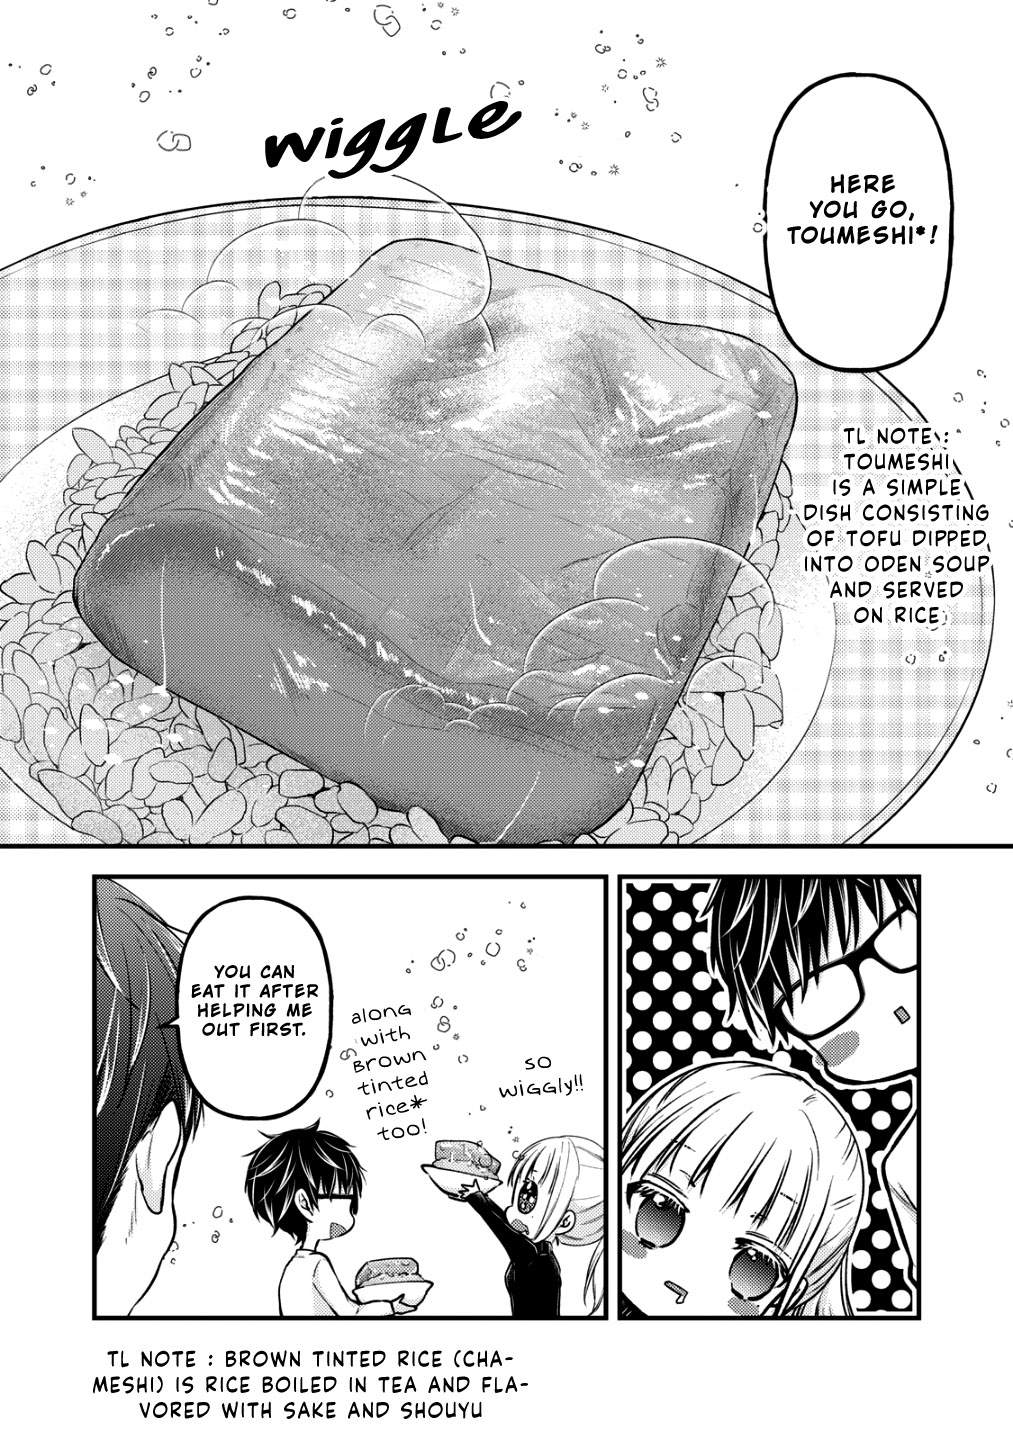 HERE
YOU GO,
TOUMESHI*!
WIGGLE
TL NOTE :
TOUMESHI
IS A SIMPLE
DISH CONSISTING
OF TOFU DIPPED
INTO ODEN SOUP
AND SERVED
ON RICE
YOU CAN
EAT IT AFTER
HELPING ME
OUT FIRST.
along
with
Brown
tinted
rice*
too!
SO
WIGGLY!!
TL NOTE : BROWN TINTED RICE (CHA-
MESHI) IS RICE BOILED IN TEA AND FLA-
VORED WITH SAKE AND SHOUYU